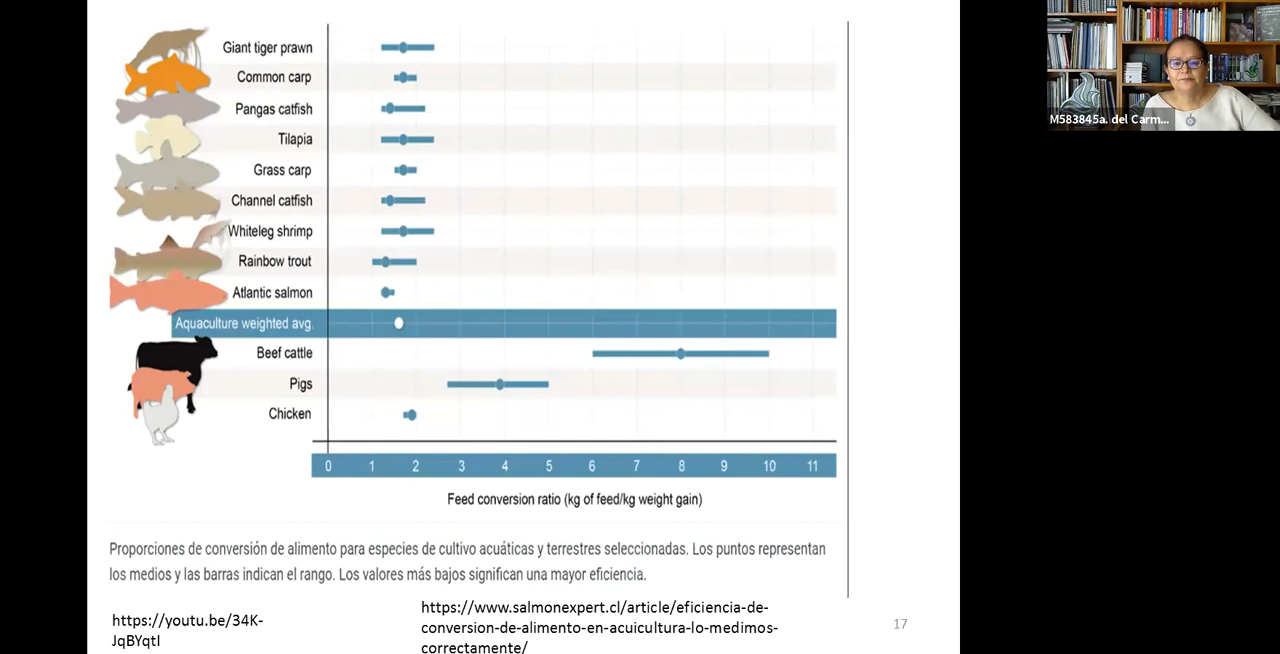 Giant tiger prawn
Common carp
Pangas catfish
Tilapia
Grass carp
Channel catfish
Whiteleg shrimp
Rainbow trout
Atlantic salmon
Aquaculture weighted avg.
Beef cattle
Pigs
Chicken
0 1 2 3 4 5 6 7 8 9 10 11
Feed conversion ratio (kg of feed/kg weight gain)
Proporciones de conversión de alimento para especies de cultivo acuáticas y terrestres seleccionadas. Los puntos representan
los medios y las barras indican el rango. Los valores más bajos significan una mayor eficiencia.
https://youtu.be/34K-
JqBYqtI
https://www.salmonexpert.cl/article/eficiencia-de-
conversion-de-alimento-en-acuicultura-lo-medimos-
correctamente/
17
M583845a. del Carm...